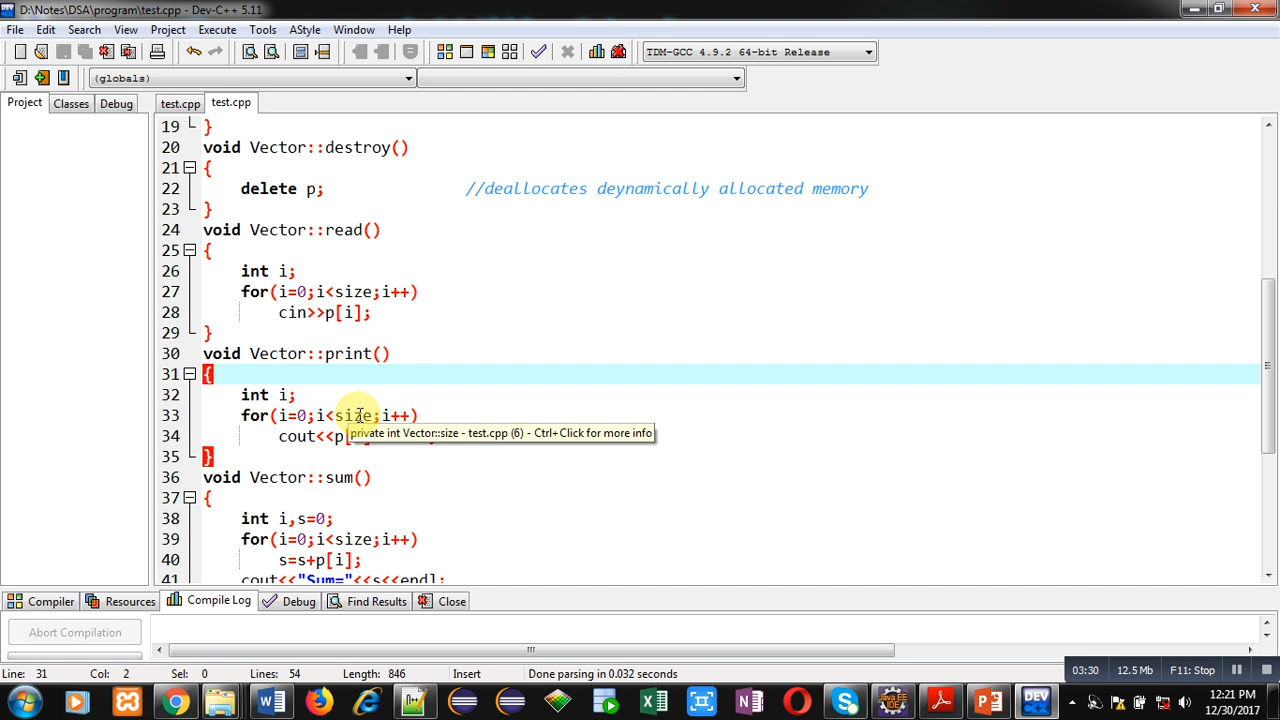 D:\Notes\DSA\program\test.cpp - Dev-C++ 5.11
File Edit Search View Project Execute Tools AStyle Window Help
TDM-GCC 4.9.2 64-bit Release
(globals)
Project Classes Debug test.cpp test.cpp
19 }
20 void Vector::destroy()
21 {
22 delete p; //deallocates deynamically allocated memory
23 }
24 void Vector::read()
25 {
26 int i;
27 for(i=0;i<size;i++)
28 cin>>p[i];
29 }
30 void Vector::print()
31 {
32 int i;
33 for(i=0;i<size;i++)
34 cout<<p
private int Vector::size - test.cpp (6) - Ctrl+Click for more info
35 }
36 void Vector::sum()
37 {
38 int i,s=0;
39 for(i=0;i<size;i++)
40 s=s+p[i];
41 cout<<"Sum="<<s<<endl;
Compiler Resources Compile Log Debug Find Results Close
Abort Compilation
Line: 31 Col: 2 Sel: 0 Lines: 54 Length: 846 Insert Done parsing in 0.032 seconds
03:30 12.5 Mb F11: Stop
12:21 PM
12/30/2017